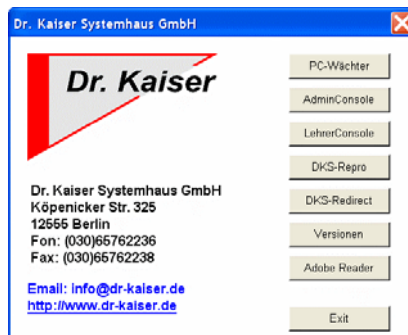 Dr. Kaiser Systemhaus GmbH
Dr. Kaiser
Dr. Kaiser Systemhaus GmbH
Köpenicker Str. 325
12555 Berlin
Fon: (030)65762236
Fax: (030)65762238
Email: info@dr-kaiser.de
http://www.dr-kaiser.de
PC-Wächter
AdminConsole
LehrerConsole
DKS-Repro
DKS-Redirect
Versionen
Adobe Reader
Exit